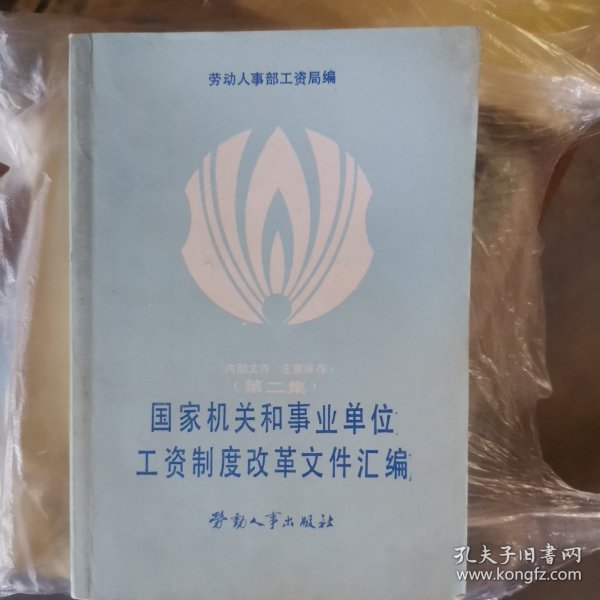 劳动人事部工资局编
（内部文件 注意保存）
（第二集）
国家机关和事业单位
工资制度改革文件汇编
劳動人事出版社
孔夫子旧书网
www.kongfz.com